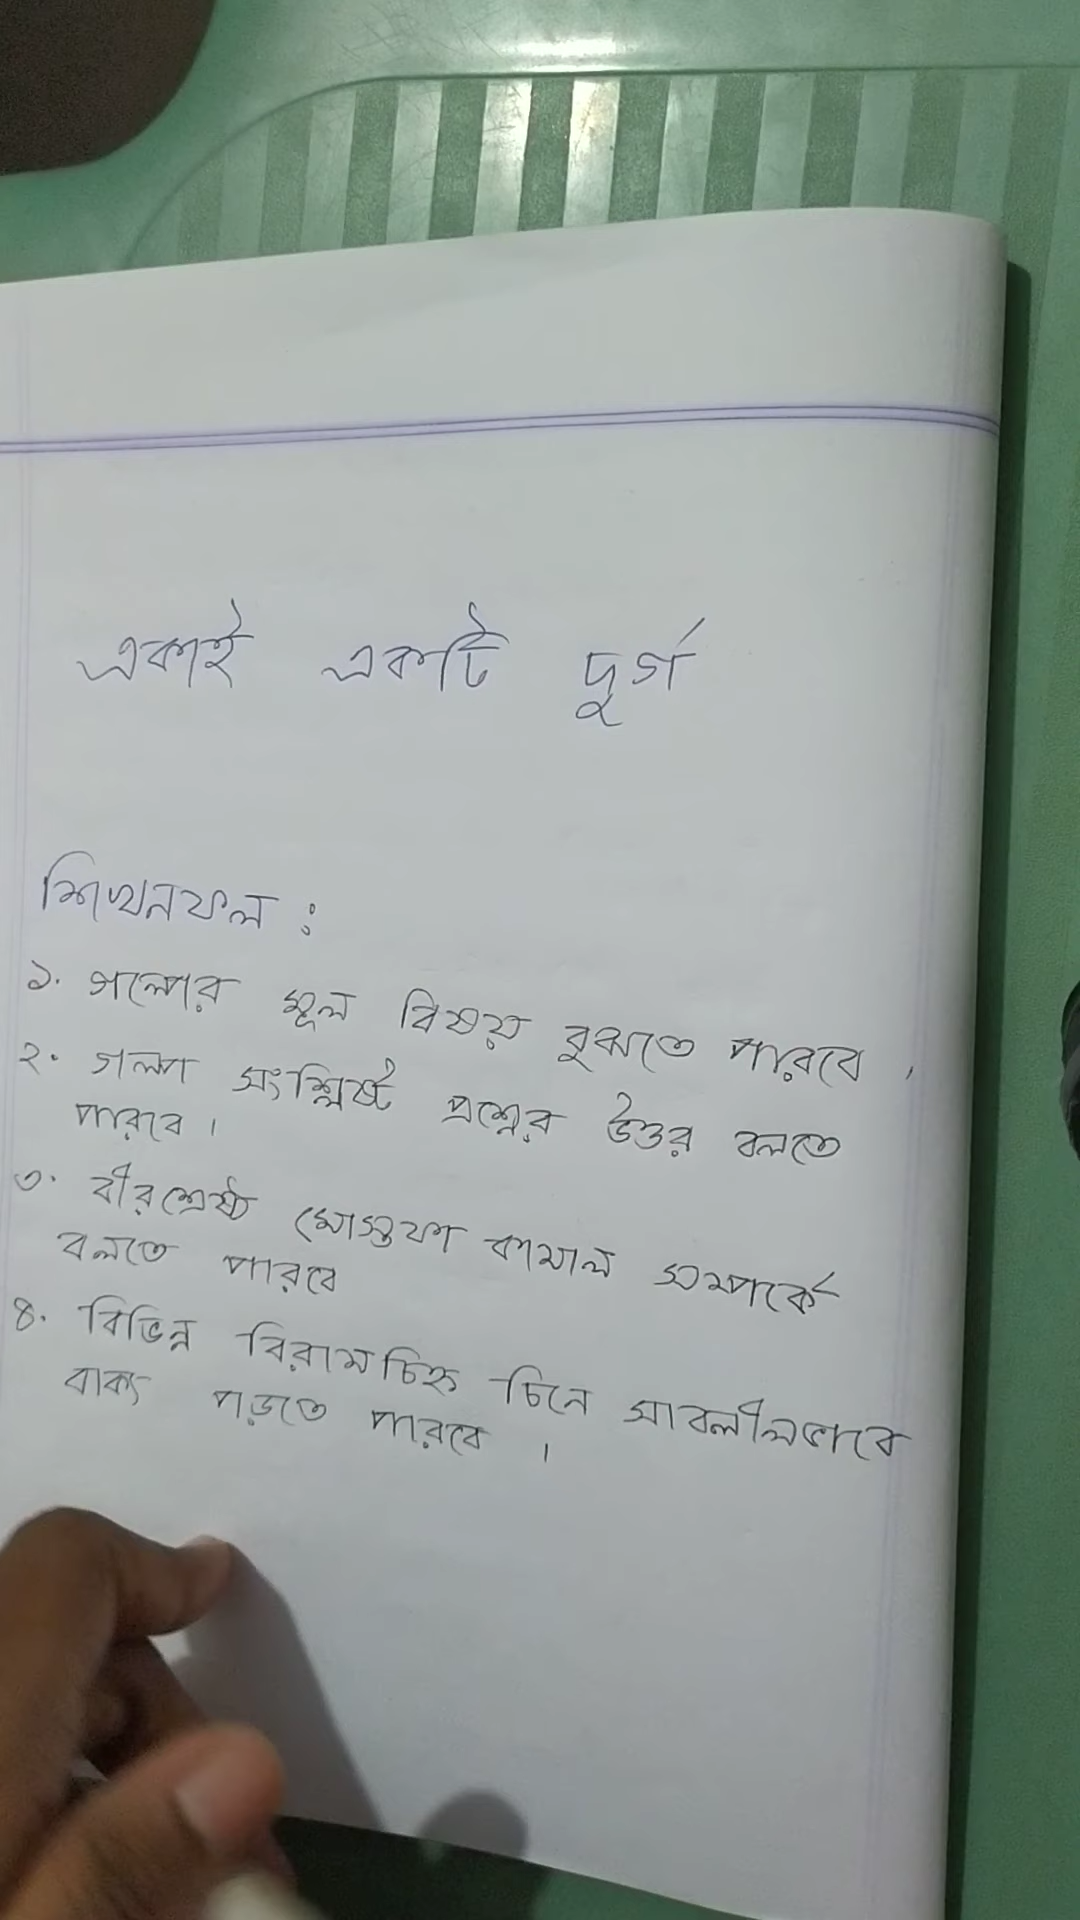 একাই একটি দুর্গ
শিখনফল :
১. গল্পের মূল বিষয় বুঝতে পারবে ।
২. গল্প সংশ্লিষ্ট প্রশ্নের উত্তর বলতে
পারবে ।
৩. বীরশ্রেষ্ঠ মোস্তফা কামাল সম্পর্কে
বলতে পারবে
৪. বিভিন্ন বিরামচিহ্ন চিনে সাবলীলভাবে
বাক্য পড়তে পারবে ।